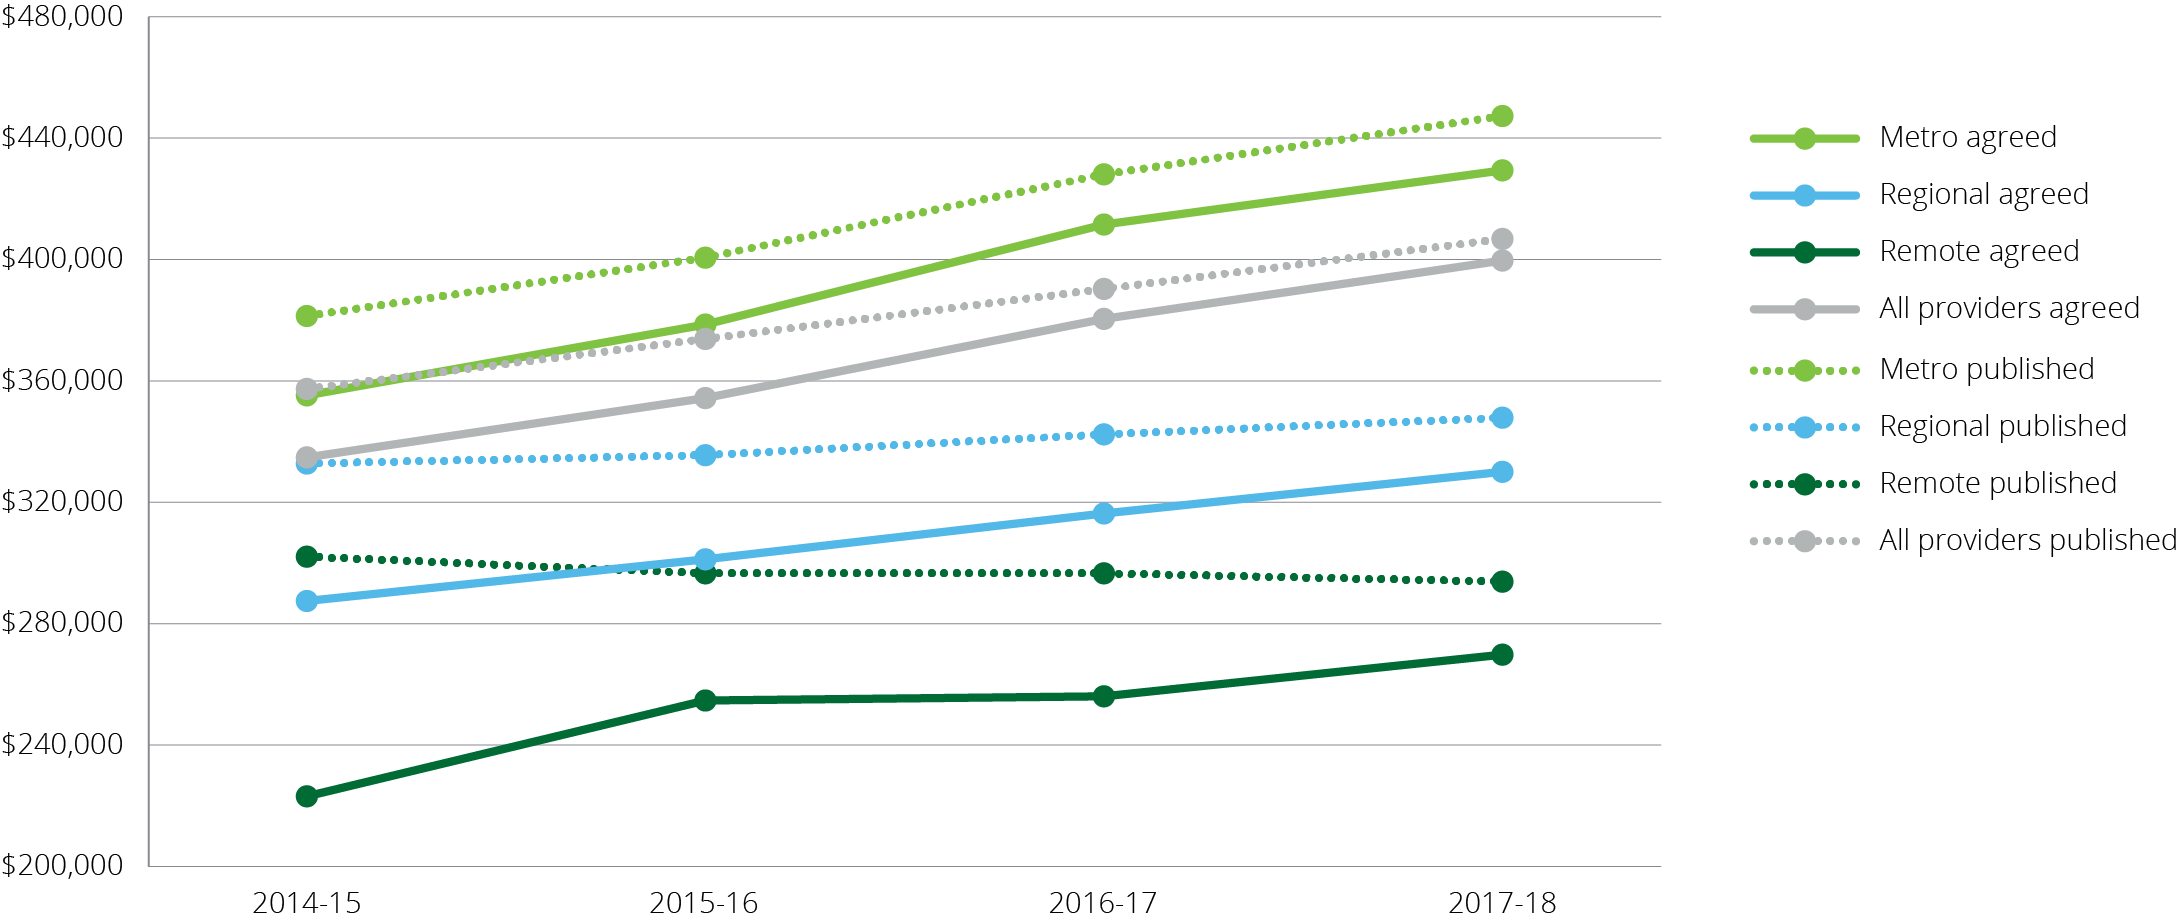 $480,000
$440,000
$400,000
$360,000
$320,000
$280,000
$240,000
$200,000
2014-15
2015-16
2016-17
2017-18
Metro agreed
Regional agreed
Remote agreed
All providers agreed
Metro published
Regional published
Remote published
All providers published